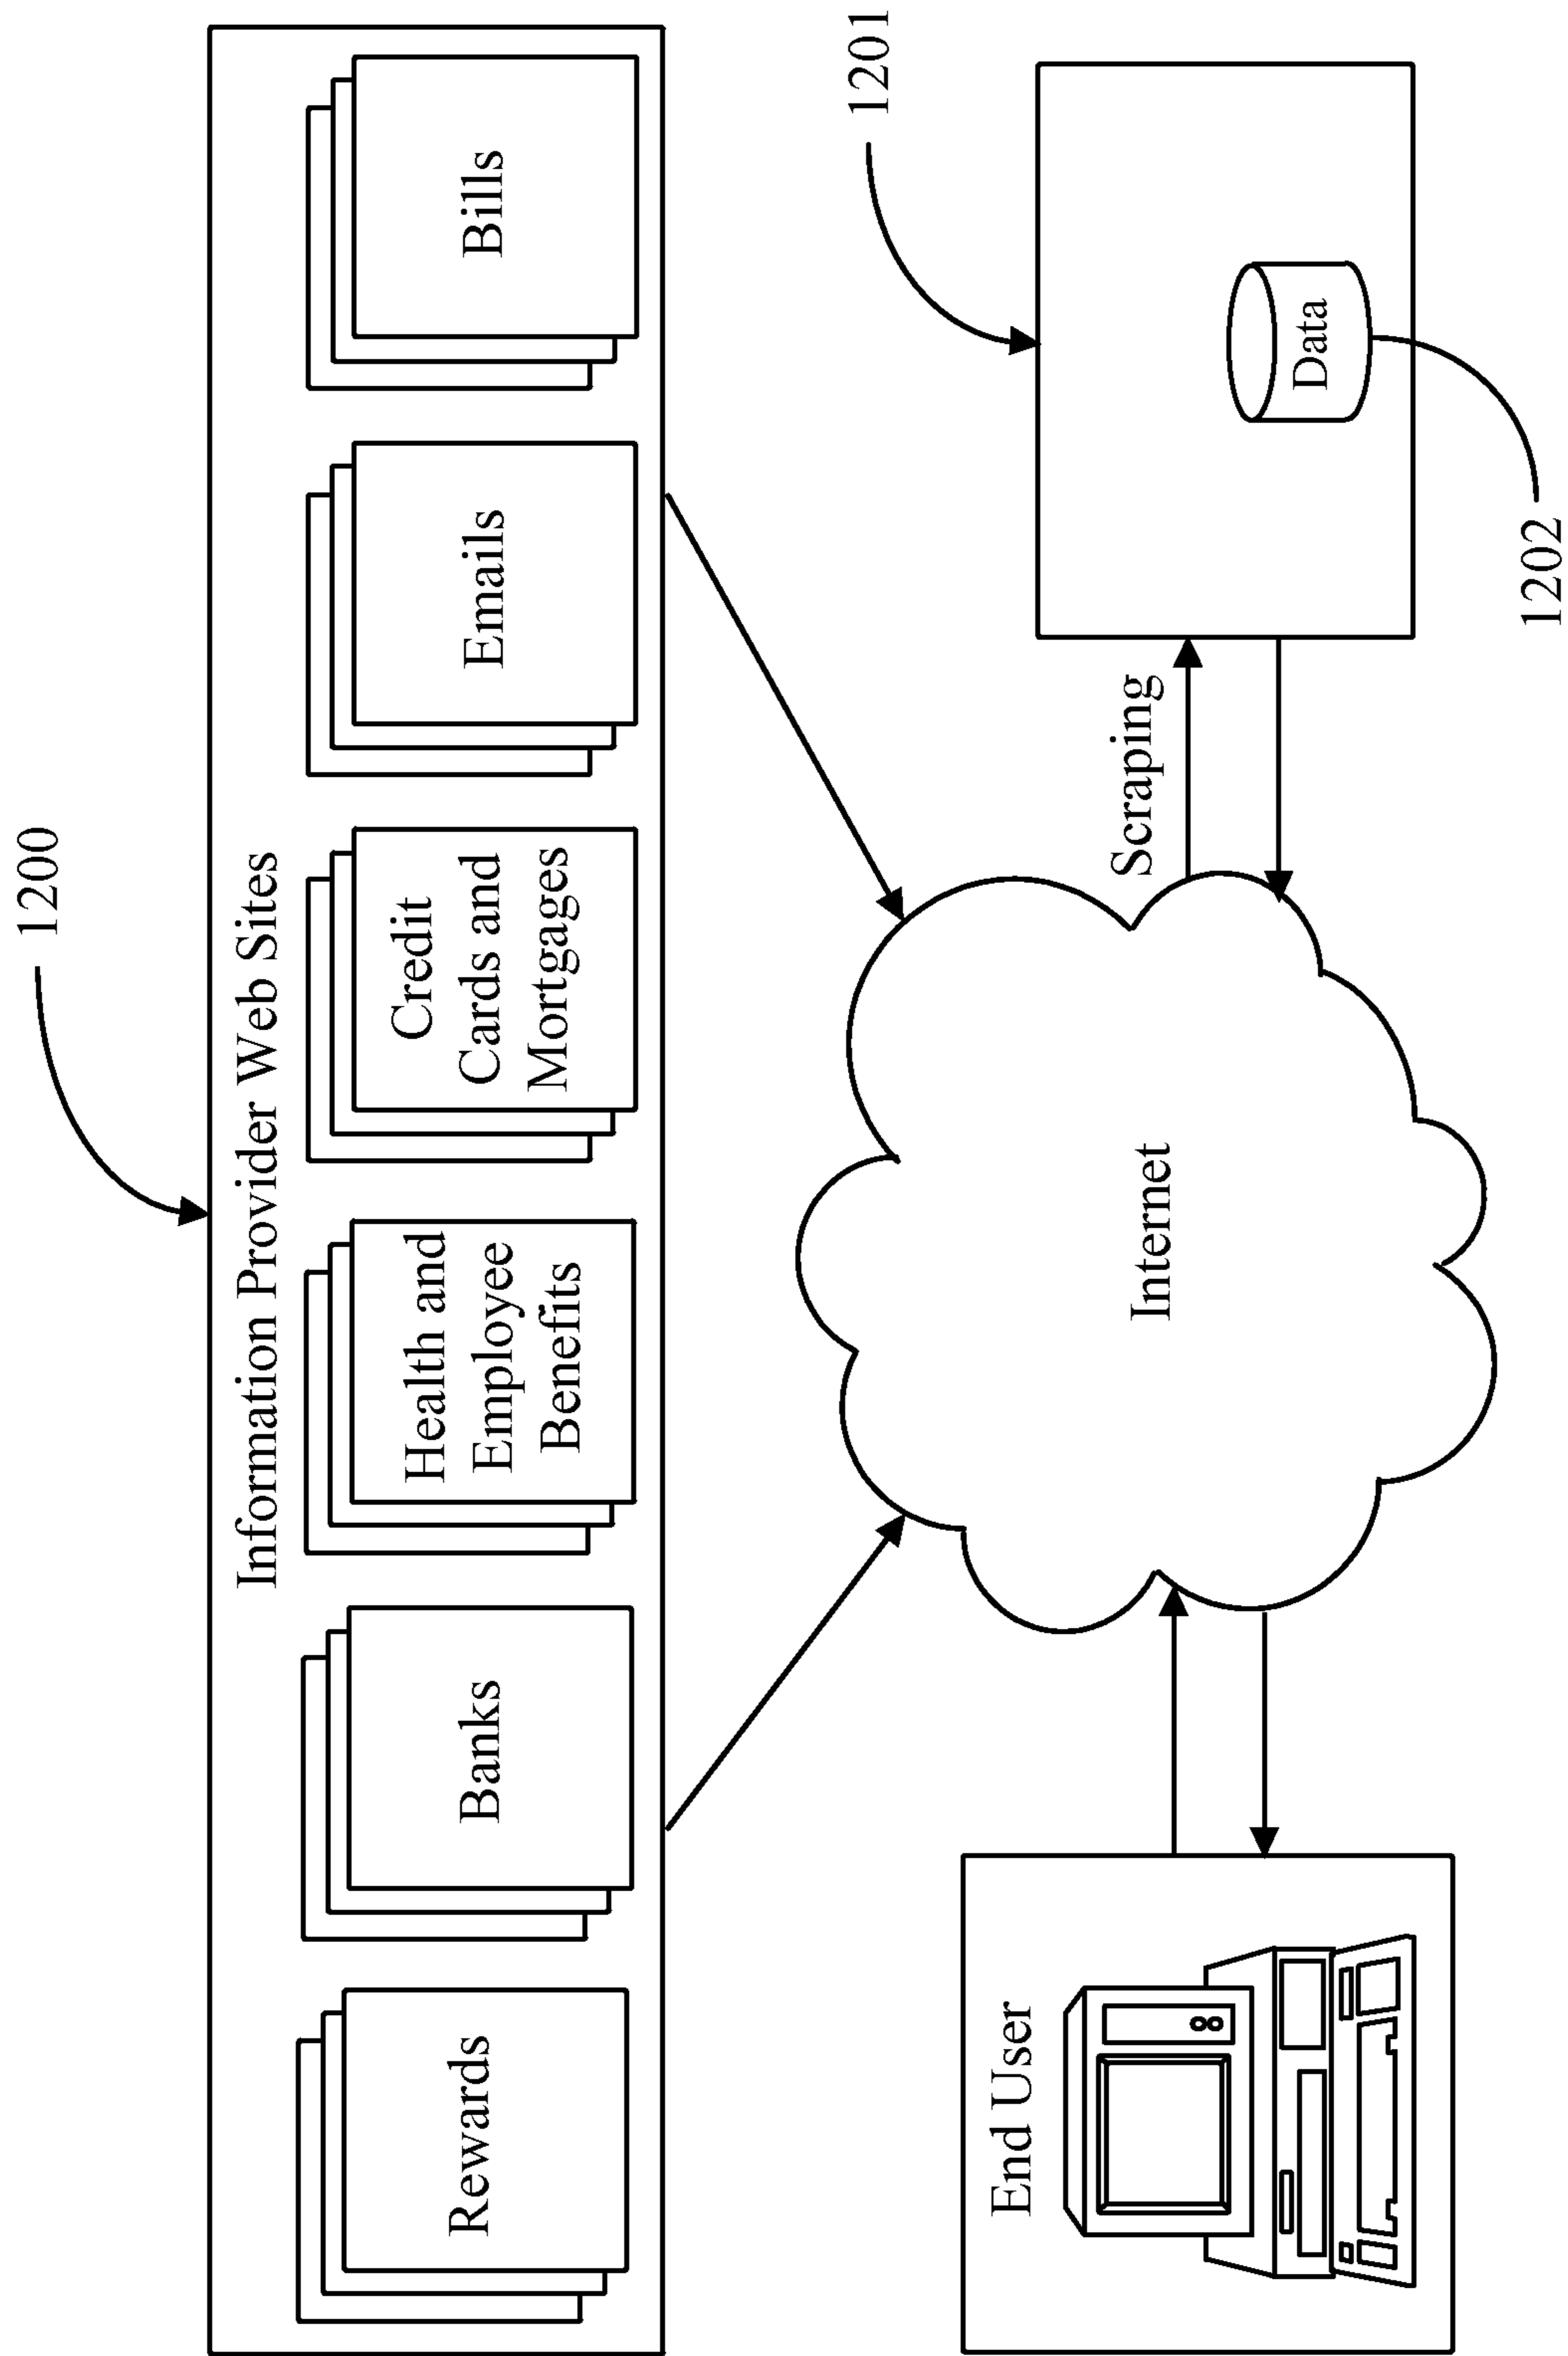 1200
Information Provider Web Sites
Rewards
Banks
Health and
Employee
Benefits
Credit
Cards and
Mortgages
Emails
Bills
1201
End User
Internet
Scraping
Data
1202